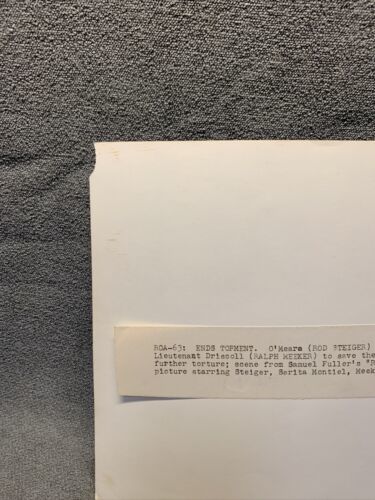 ROA-63: ENDS TORMENT. O'Meara (ROD STEIGER)
Lieutenant Driscoll (RALPH MEEKER) to save the
further torture; scene from Samuel Fuller's "R
picture starring Steiger, Sarita Montiel, Meek